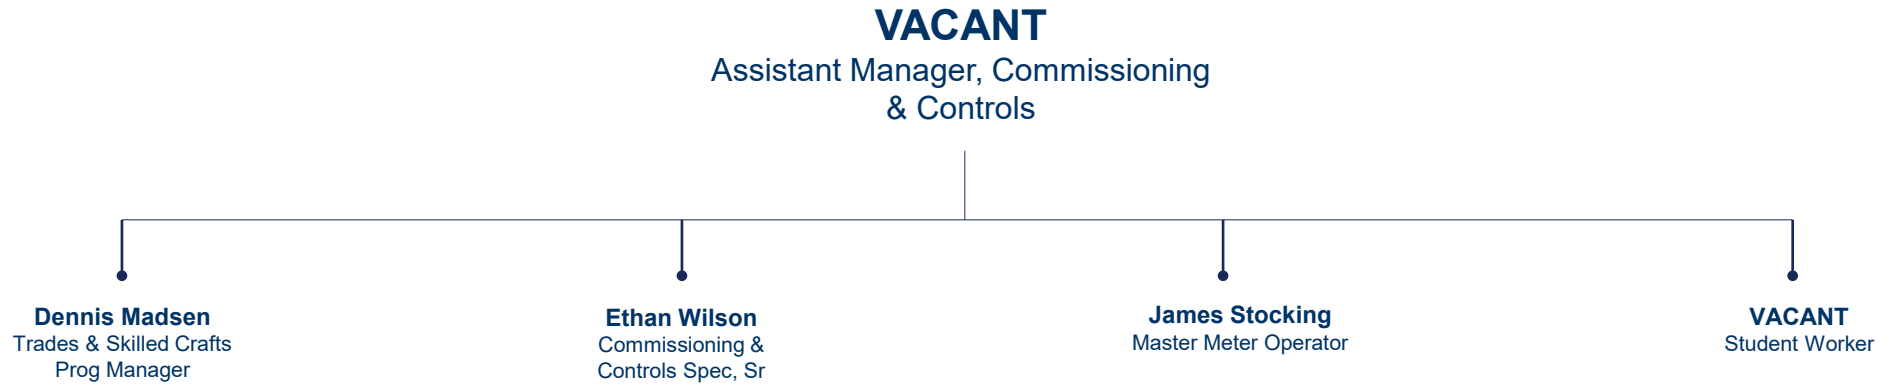 VACANT
Assistant Manager, Commissioning
& Controls
Dennis Madsen
Trades & Skilled Crafts
Prog Manager
Ethan Wilson
Commissioning &
Controls Spec, Sr
James Stocking
Master Meter Operator
VACANT
Student Worker